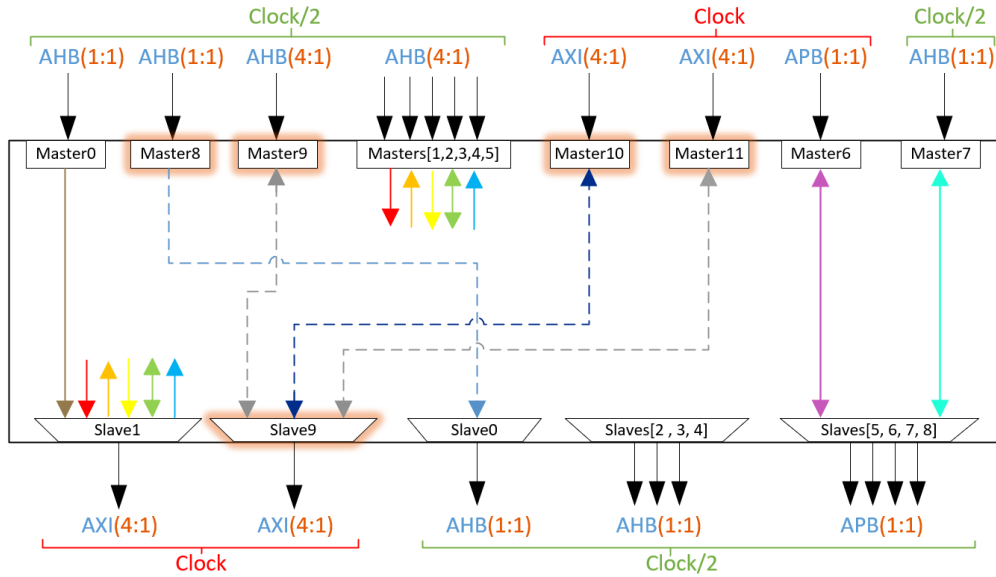 Clock/2
Clock
Clock/2
AHB(1:1) AHB(1:1) AHB(4:1) AHB(4:1) AXI(4:1) AXI(4:1) APB(1:1) AHB(1:1)
Master0 Master8 Master9 Masters[1,2,3,4,5] Master10 Master11 Master6 Master7
Slave1 Slave9 Slave0 Slaves[2 , 3, 4] Slaves[5, 6, 7, 8]
AXI(4:1) AXI(4:1) AHB(1:1) AHB(1:1) APB(1:1)
Clock
Clock/2